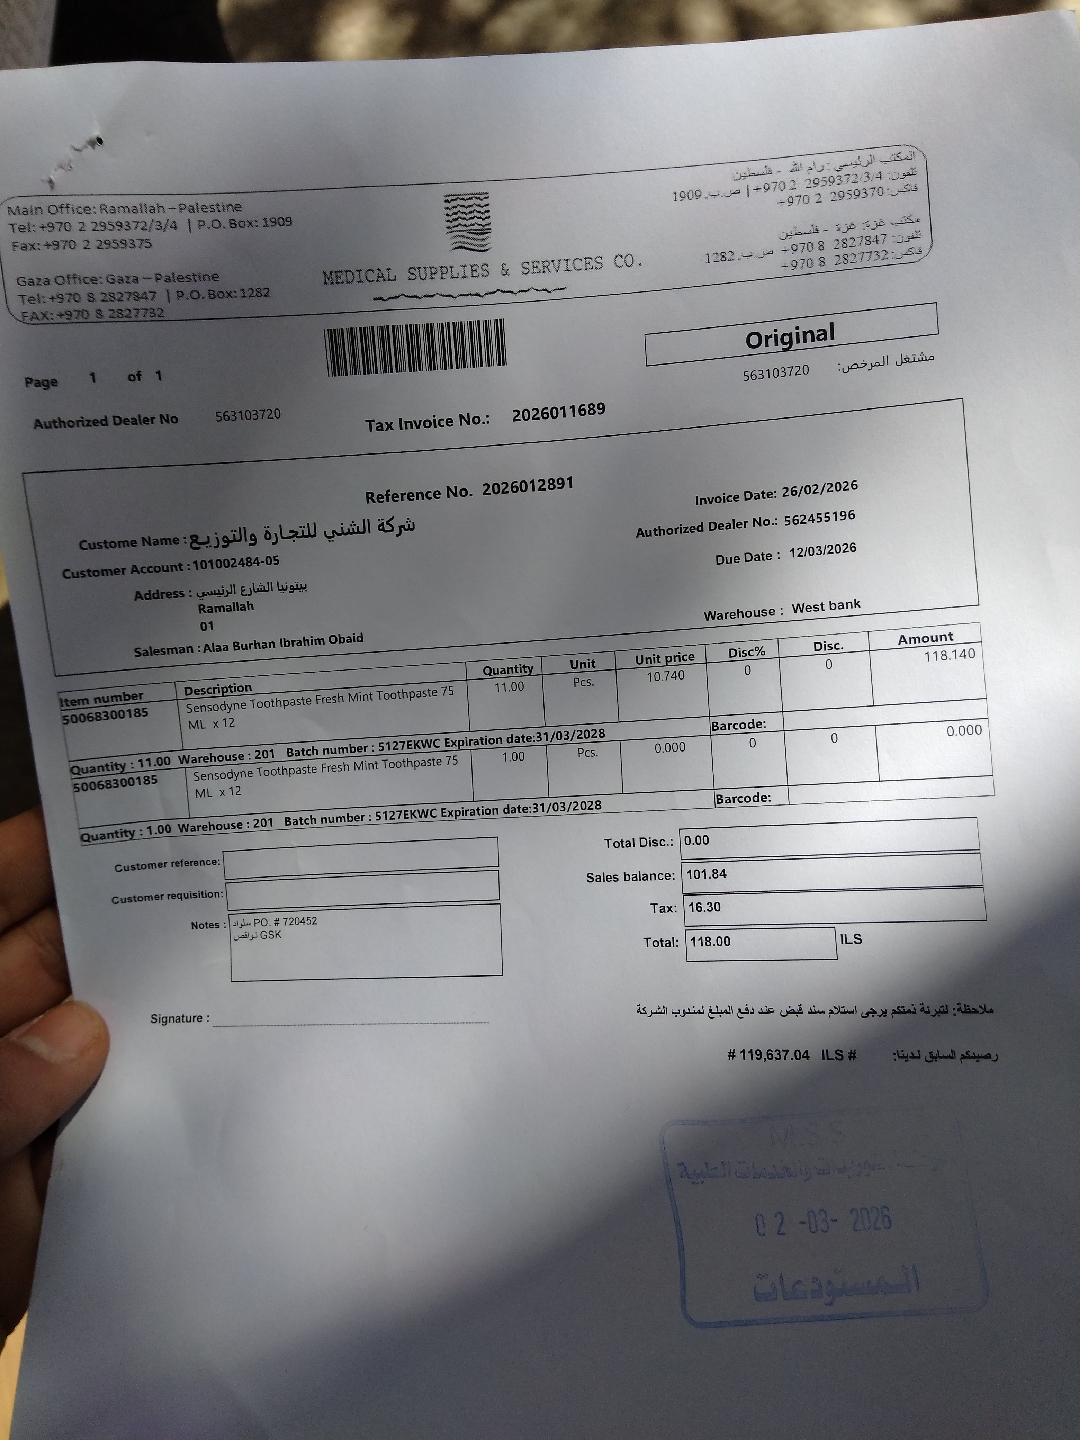 Main Office: Ramallah – Palestine
Tel: +970 2 2959372/3/4 | P.O. Box: 1909
Fax: +970 2 2959375
Gaza Office: Gaza – Palestine
Tel: +970 8 2827847 | P.O. Box: 1282
FAX: +970 8 2827732
MEDICAL SUPPLIES & SERVICES CO.
المكتب الرئيسي: رام الله - فلسطين
تلفون: 2959372/3/4 2 970+ | ص.ب. 1909
فاكس: 2959370 2 970+
مكتب غزة: غزة - فلسطين
تلفون: 2827847 8 970+ ص.ب. 1282
فاكس: 2827732 8 970+
Original
Page 1 of 1
مشتغل المرخص: 563103720
Authorized Dealer No 563103720
Tax Invoice No.: 2026011689
Reference No. 2026012891
Invoice Date: 26/02/2026
Custome Name : شركة الشني للتجارة والتوزيع
Authorized Dealer No.: 562455196
Customer Account : 101002484-05
Due Date : 12/03/2026
Address : بيتونيا الشارع الرئيسي
Ramallah
01
Warehouse : West bank
Salesman : Alaa Burhan Ibrahim Obaid
Item number Description Quantity Unit Unit price Disc% Disc. Amount
50068300185 Sensodyne Toothpaste Fresh Mint Toothpaste 75 11.00 Pcs. 10.740 0 0 118.140
ML x 12
Barcode:
Quantity : 11.00 Warehouse : 201 Batch number : 5127EKWC Expiration date:31/03/2028
50068300185 Sensodyne Toothpaste Fresh Mint Toothpaste 75 1.00 Pcs. 0.000 0 0 0.000
ML x 12
Barcode:
Quantity : 1.00 Warehouse : 201 Batch number : 5127EKWC Expiration date:31/03/2028
Customer reference:
Customer requisition:
Notes : سلواد PO. # 720452
نواقص GSK
Total Disc.: 0.00
Sales balance: 101.84
Tax: 16.30
Total: 118.00 ILS
Signature :
ملاحظة: لتبرئة ذمتكم يرجى استلام سند قبض عند دفع المبلغ لمندوب الشركة
رصيدكم السابق لدينا: # 119,637.04 ILS #
M.S.S
والخدمات الطبية
02 -03- 2026
المستودعات